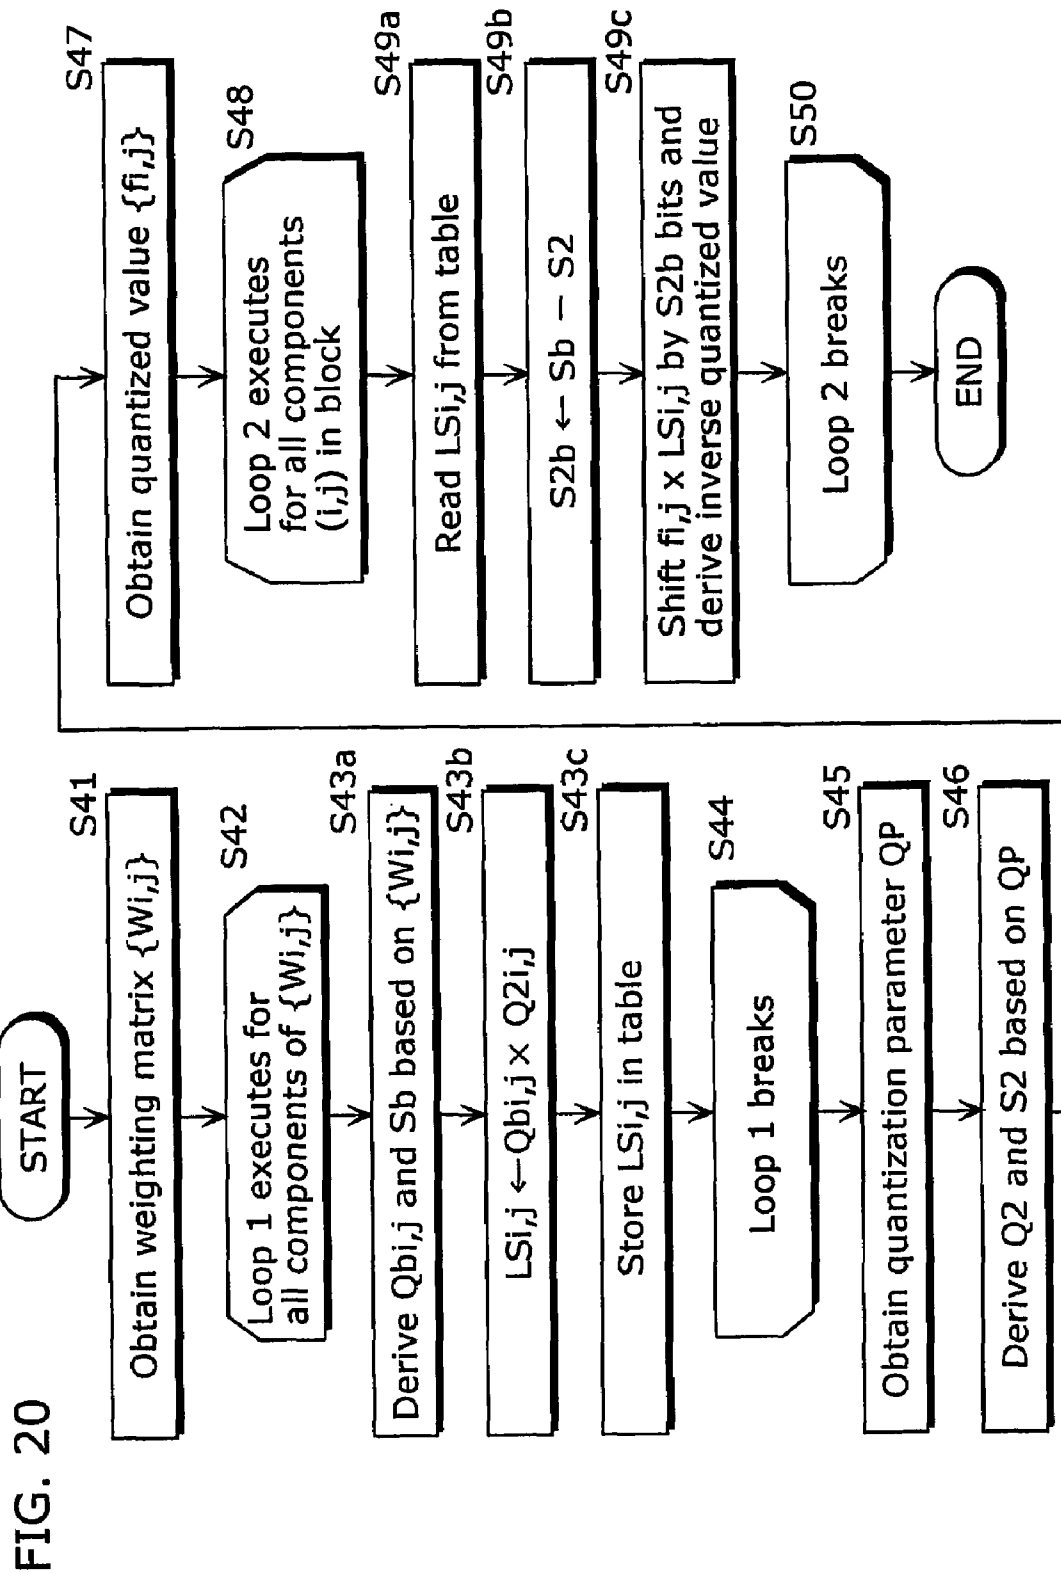 FIG. 20
START
S41
Obtain weighting matrix {Wi,j}
S42
Loop 1 executes for
all components of {Wi,j}
S43a
Derive Qbi,j and Sb based on {Wi,j}
S43b
LSi,j ←Qbi,j x Q2i,j
S43c
Store LSi,j in table
S44
Loop 1 breaks
S45
Obtain quantization parameter QP
S46
Derive Q2 and S2 based on QP
S47
Obtain quantized value {fi,j}
S48
Loop 2 executes
for all components
(i,j) in block
S49a
Read LSi,j from table
S49b
S2b ← Sb – S2
S49c
Shift fi,j x LSi,j by S2b bits and
derive inverse quantized value
S50
Loop 2 breaks
END